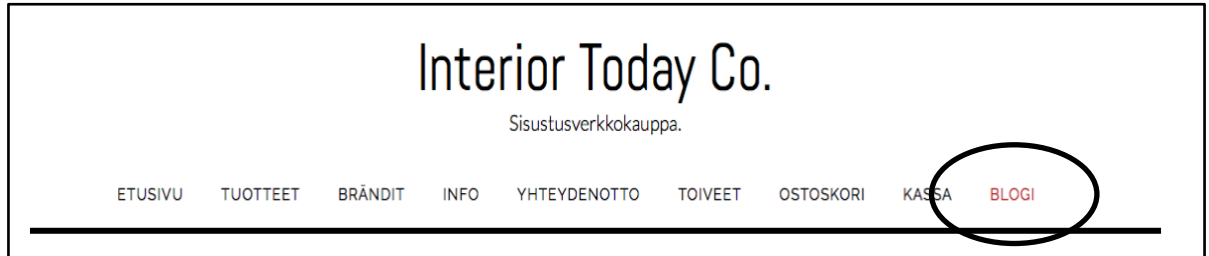 Interior Today Co.
Sisustusverkkokauppa.
ETUSIVU TUOTTEET BRÄNDIT INFO YHTEYDENOTTO TOIVEET OSTOSKORI KASSA BLOGI